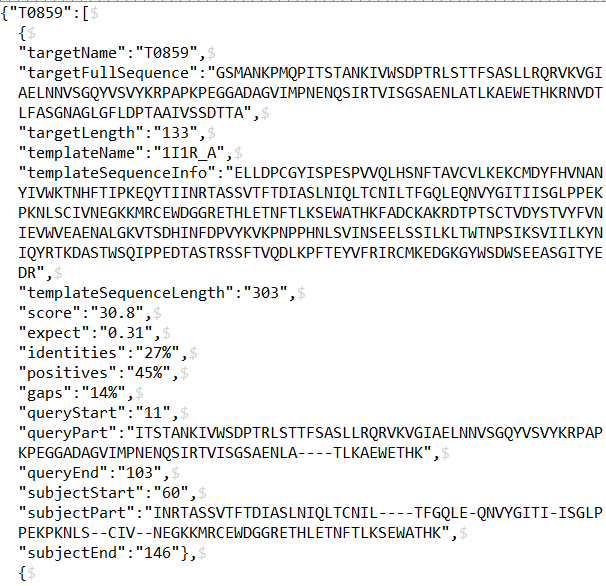 {"T0859":[$
{$
"targetName":"T0859",$
"targetFullSequence":"GSMANKPMQPITSTANKIVWSDPTRLSTTFSASLLRQRVKVGI
AELNNVSGQYVSVYKRPAPKPEGGADAGVIMPNENQSIRTVISGSAENLATLKAEWETHKRNVDT
LFASGNAGLGFLDPTAAIVSSDTTA",$
"targetLength":"133",$
"templateName":"1I1R_A",$
"templateSequenceInfo":"ELLDPCGYISPESPVVQLHSNFTAVCVLKEKCMDYFHVNAN
YIVWKTNHFTIPKEQYTIINRTASSVTFTDIASLNIQLTCNILTFGQLEQNVYGITIISGLPPEK
PKNLSCIVNEGKKMRCEWDGGRETHLETNFTLKSEWATHKFADCKAKRDTPTSCTVDYSTVYFVN
IEVWVEAENALGKVTSDHINFDPVYKVKPNPPHNLSVINSEELSSILKLTWTNPSIKSVIILKYN
IQYRTKDASTWSQIPPEDTASTRSSFTVQDLKPFTEYVFRIRCMKEDGKGYWSDWSEEASGITYE
DR",$
"templateSequenceLength":"303",$
"score":"30.8",$
"expect":"0.31",$
"identities":"27%",$
"positives":"45%",$
"gaps":"14%",$
"queryStart":"11",$
"queryPart":"ITSTANKIVWSDPTRLSTTFSASLLRQRVKVGIAELNNVSGQYVSVYKRPAP
KPEGGADAGVIMPNENQSIRTVISGSAENLA----TLKAEWETHK",$
"queryEnd":"103",$
"subjectStart":"60",$
"subjectPart":"INRTASSVTFTDIASLNIQLTCNIL----TFGQLE-QNVYGITI-ISGLP
PEKPKNLS--CIV--NEGKKMRCEWDGGRETHLETNFTLKSEWATHK",$
"subjectEnd":"146"},$
{$